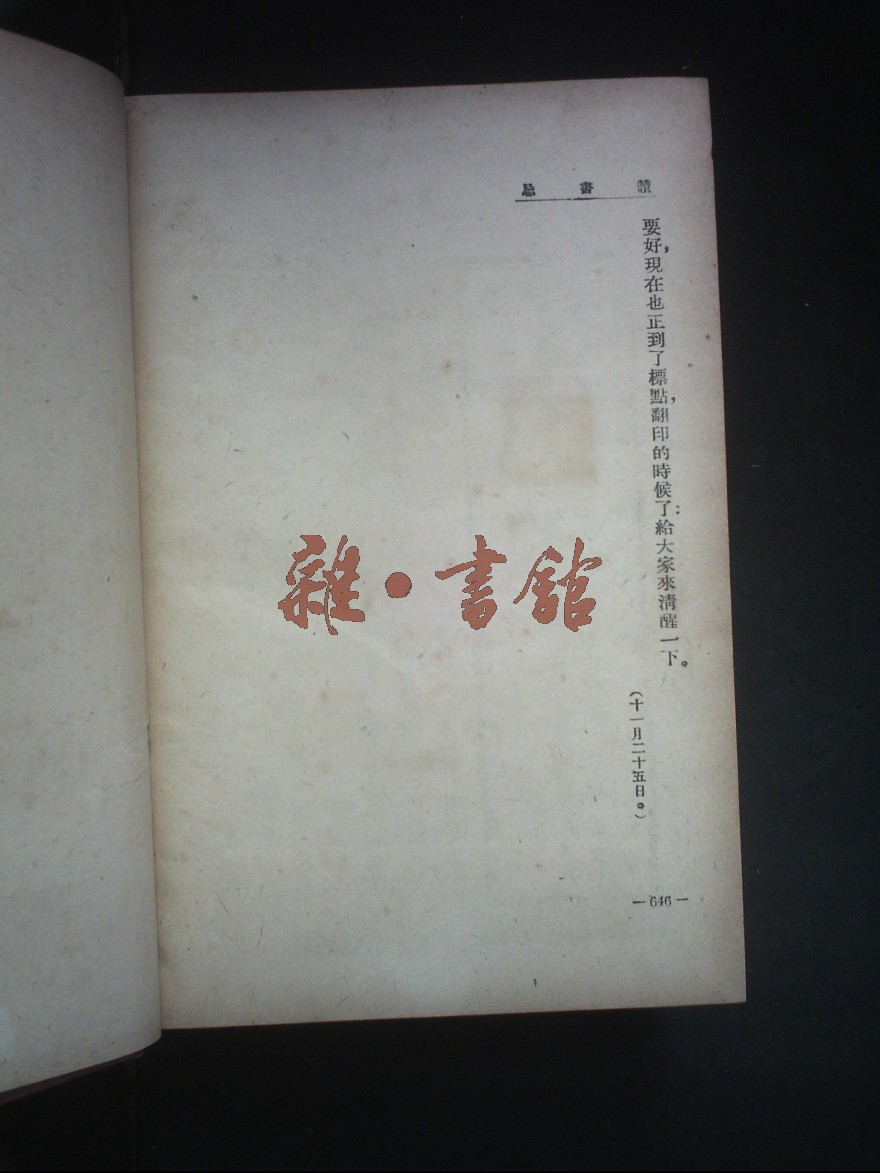 讀書忌
要好，現在也正到了標點，翻印的時候了：給大家來清醒一下。
（十一月二十五日。）
— 646 —
雜·書館